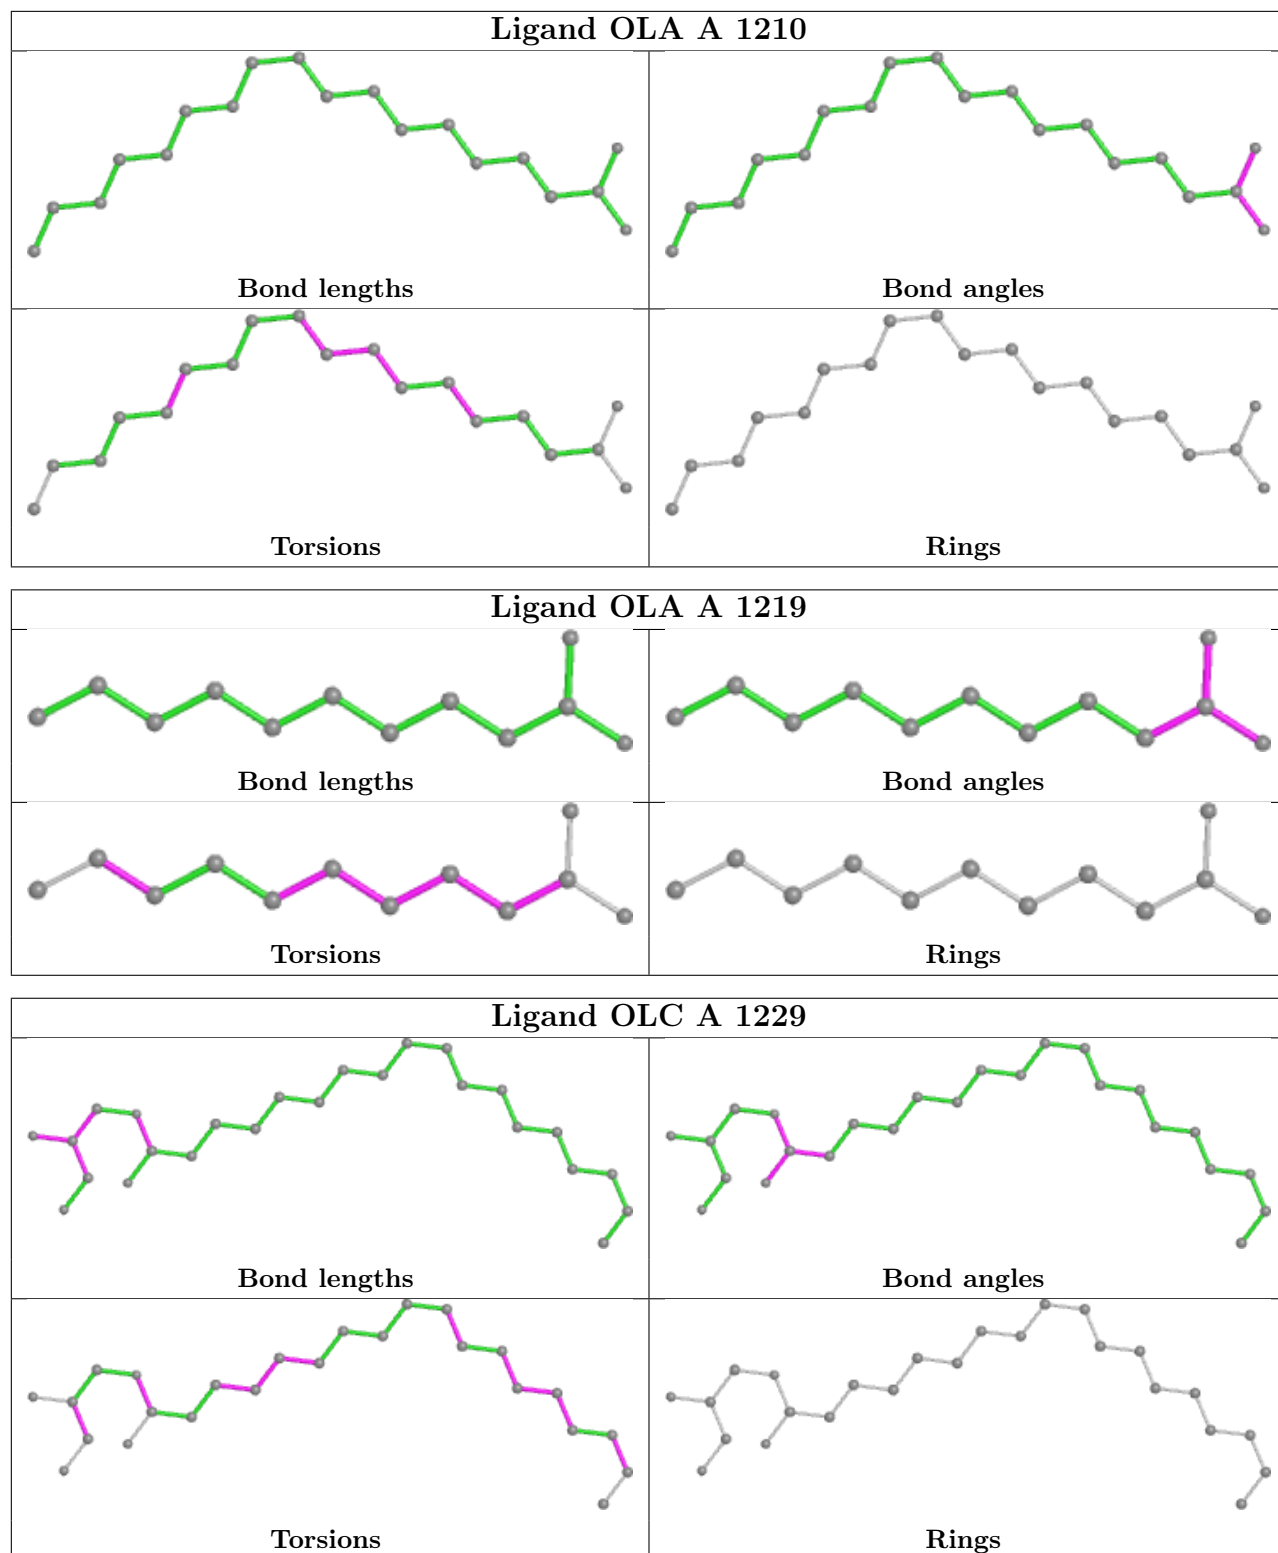 Ligand OLA A 1210
Bond lengths
Bond angles
Torsions
Rings
Ligand OLA A 1219
Bond lengths
Bond angles
Torsions
Rings
Ligand OLC A 1229
Bond lengths
Bond angles
Torsions
Rings